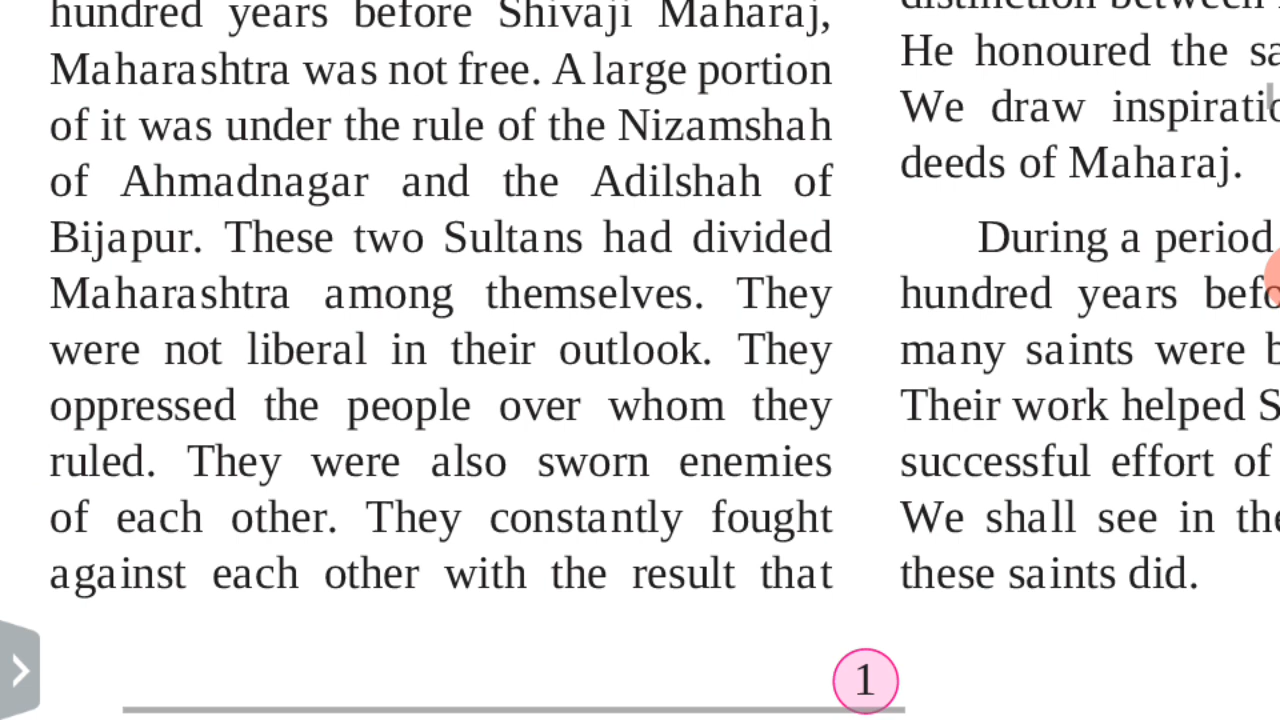 hundred years before Shivaji Maharaj,
Maharashtra was not free. A large portion
of it was under the rule of the Nizamshah
of Ahmadnagar and the Adilshah of
Bijapur. These two Sultans had divided
Maharashtra among themselves. They
were not liberal in their outlook. They
oppressed the people over whom they
ruled. They were also sworn enemies
of each other. They constantly fought
against each other with the result that
distinction between
He honoured the
We draw
deeds of Maharaj.
During a period
hundred years
many saints were
Their work helped
successful effort of
We shall see in
these saints did.
1